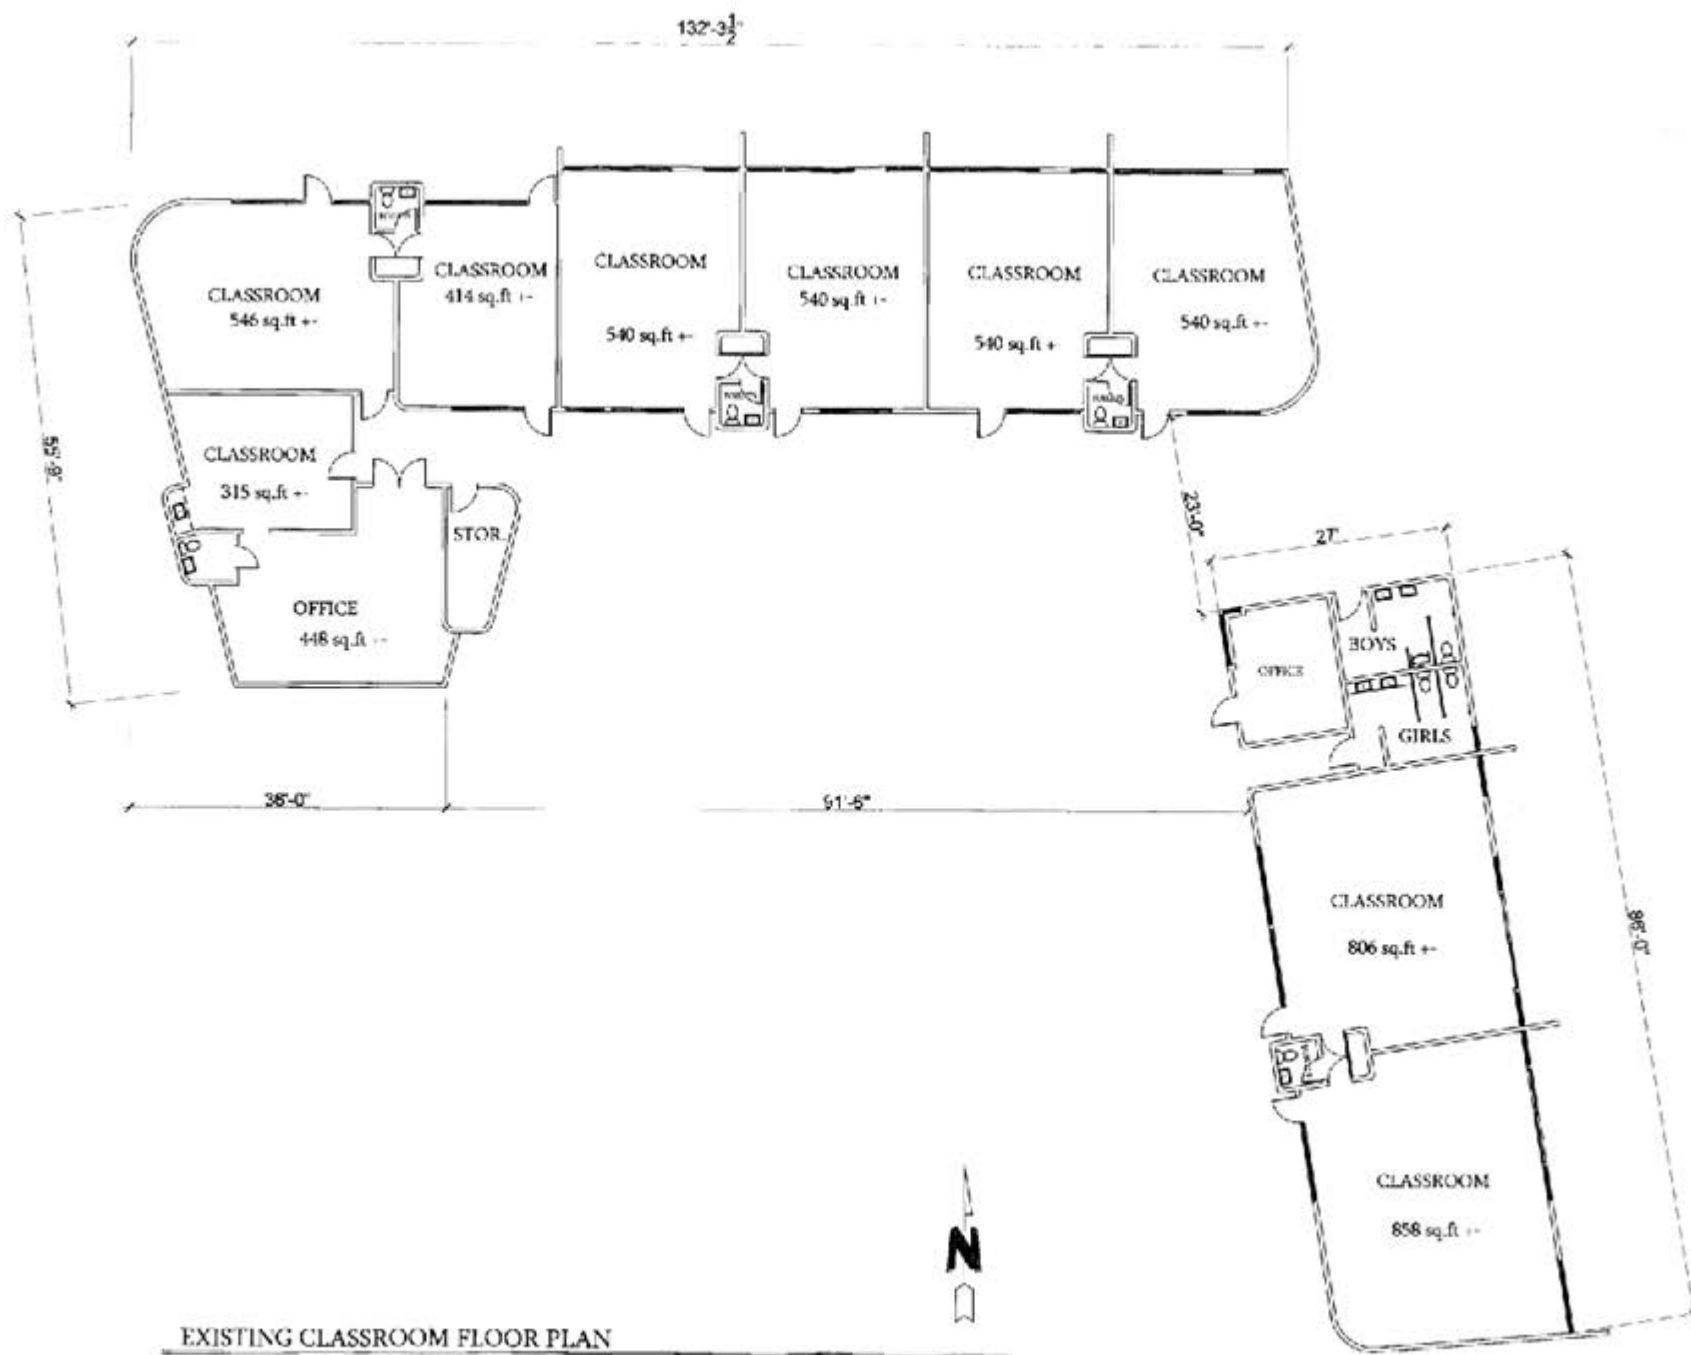 132'-3½"
CLASSROOM
546 sq.ft +-
CLASSROOM
414 sq.ft +-
CLASSROOM
540 sq.ft +-
CLASSROOM
540 sq.ft +-
CLASSROOM
540 sq.ft +
CLASSROOM
540 sq.ft +-
55'-9"
CLASSROOM
315 sq.ft +-
STOR.
OFFICE
448 sq.ft +-
23'-0"
27'
OFFICE
BOYS
GIRLS
36'-0"
91'-6"
CLASSROOM
806 sq.ft +-
86'-0"
CLASSROOM
858 sq.ft +-
N
EXISTING CLASSROOM FLOOR PLAN